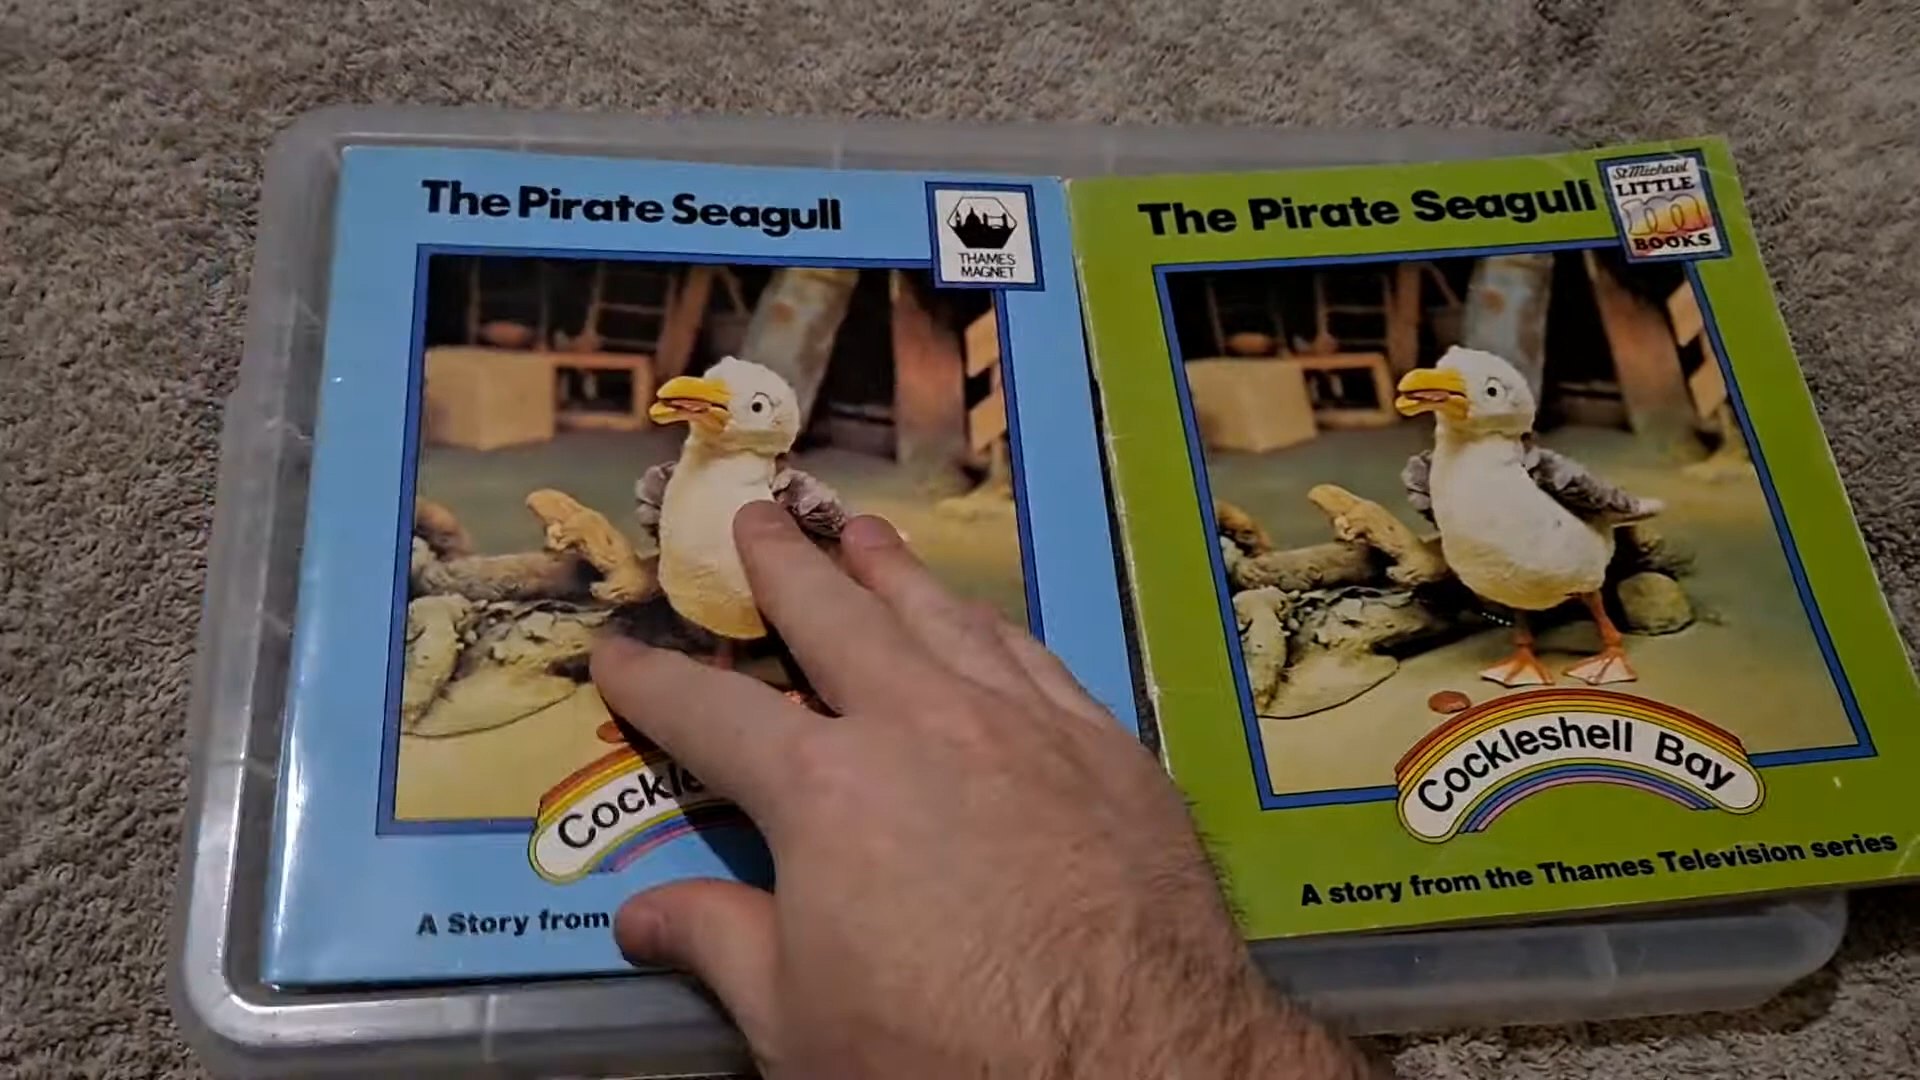 The Pirate Seagull
THAMES
MAGNET
A Story from
The Pirate Seagull
St Michael
LITTLE
m
BOOKS
Cockleshell Bay
A story from the Thames Television series